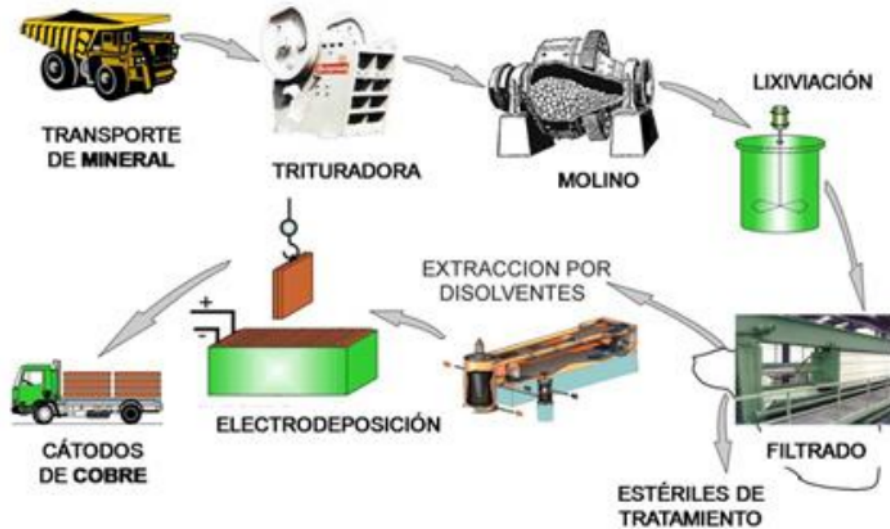 TRANSPORTE
DE MINERAL
TRITURADORA
MOLINO
LIXIVIACIÓN
EXTRACCION POR
DISOLVENTES
+
-
ELECTRODEPOSICIÓN
CÁTODOS
DE COBRE
FILTRADO
ESTÉRILES DE
TRATAMIENTO